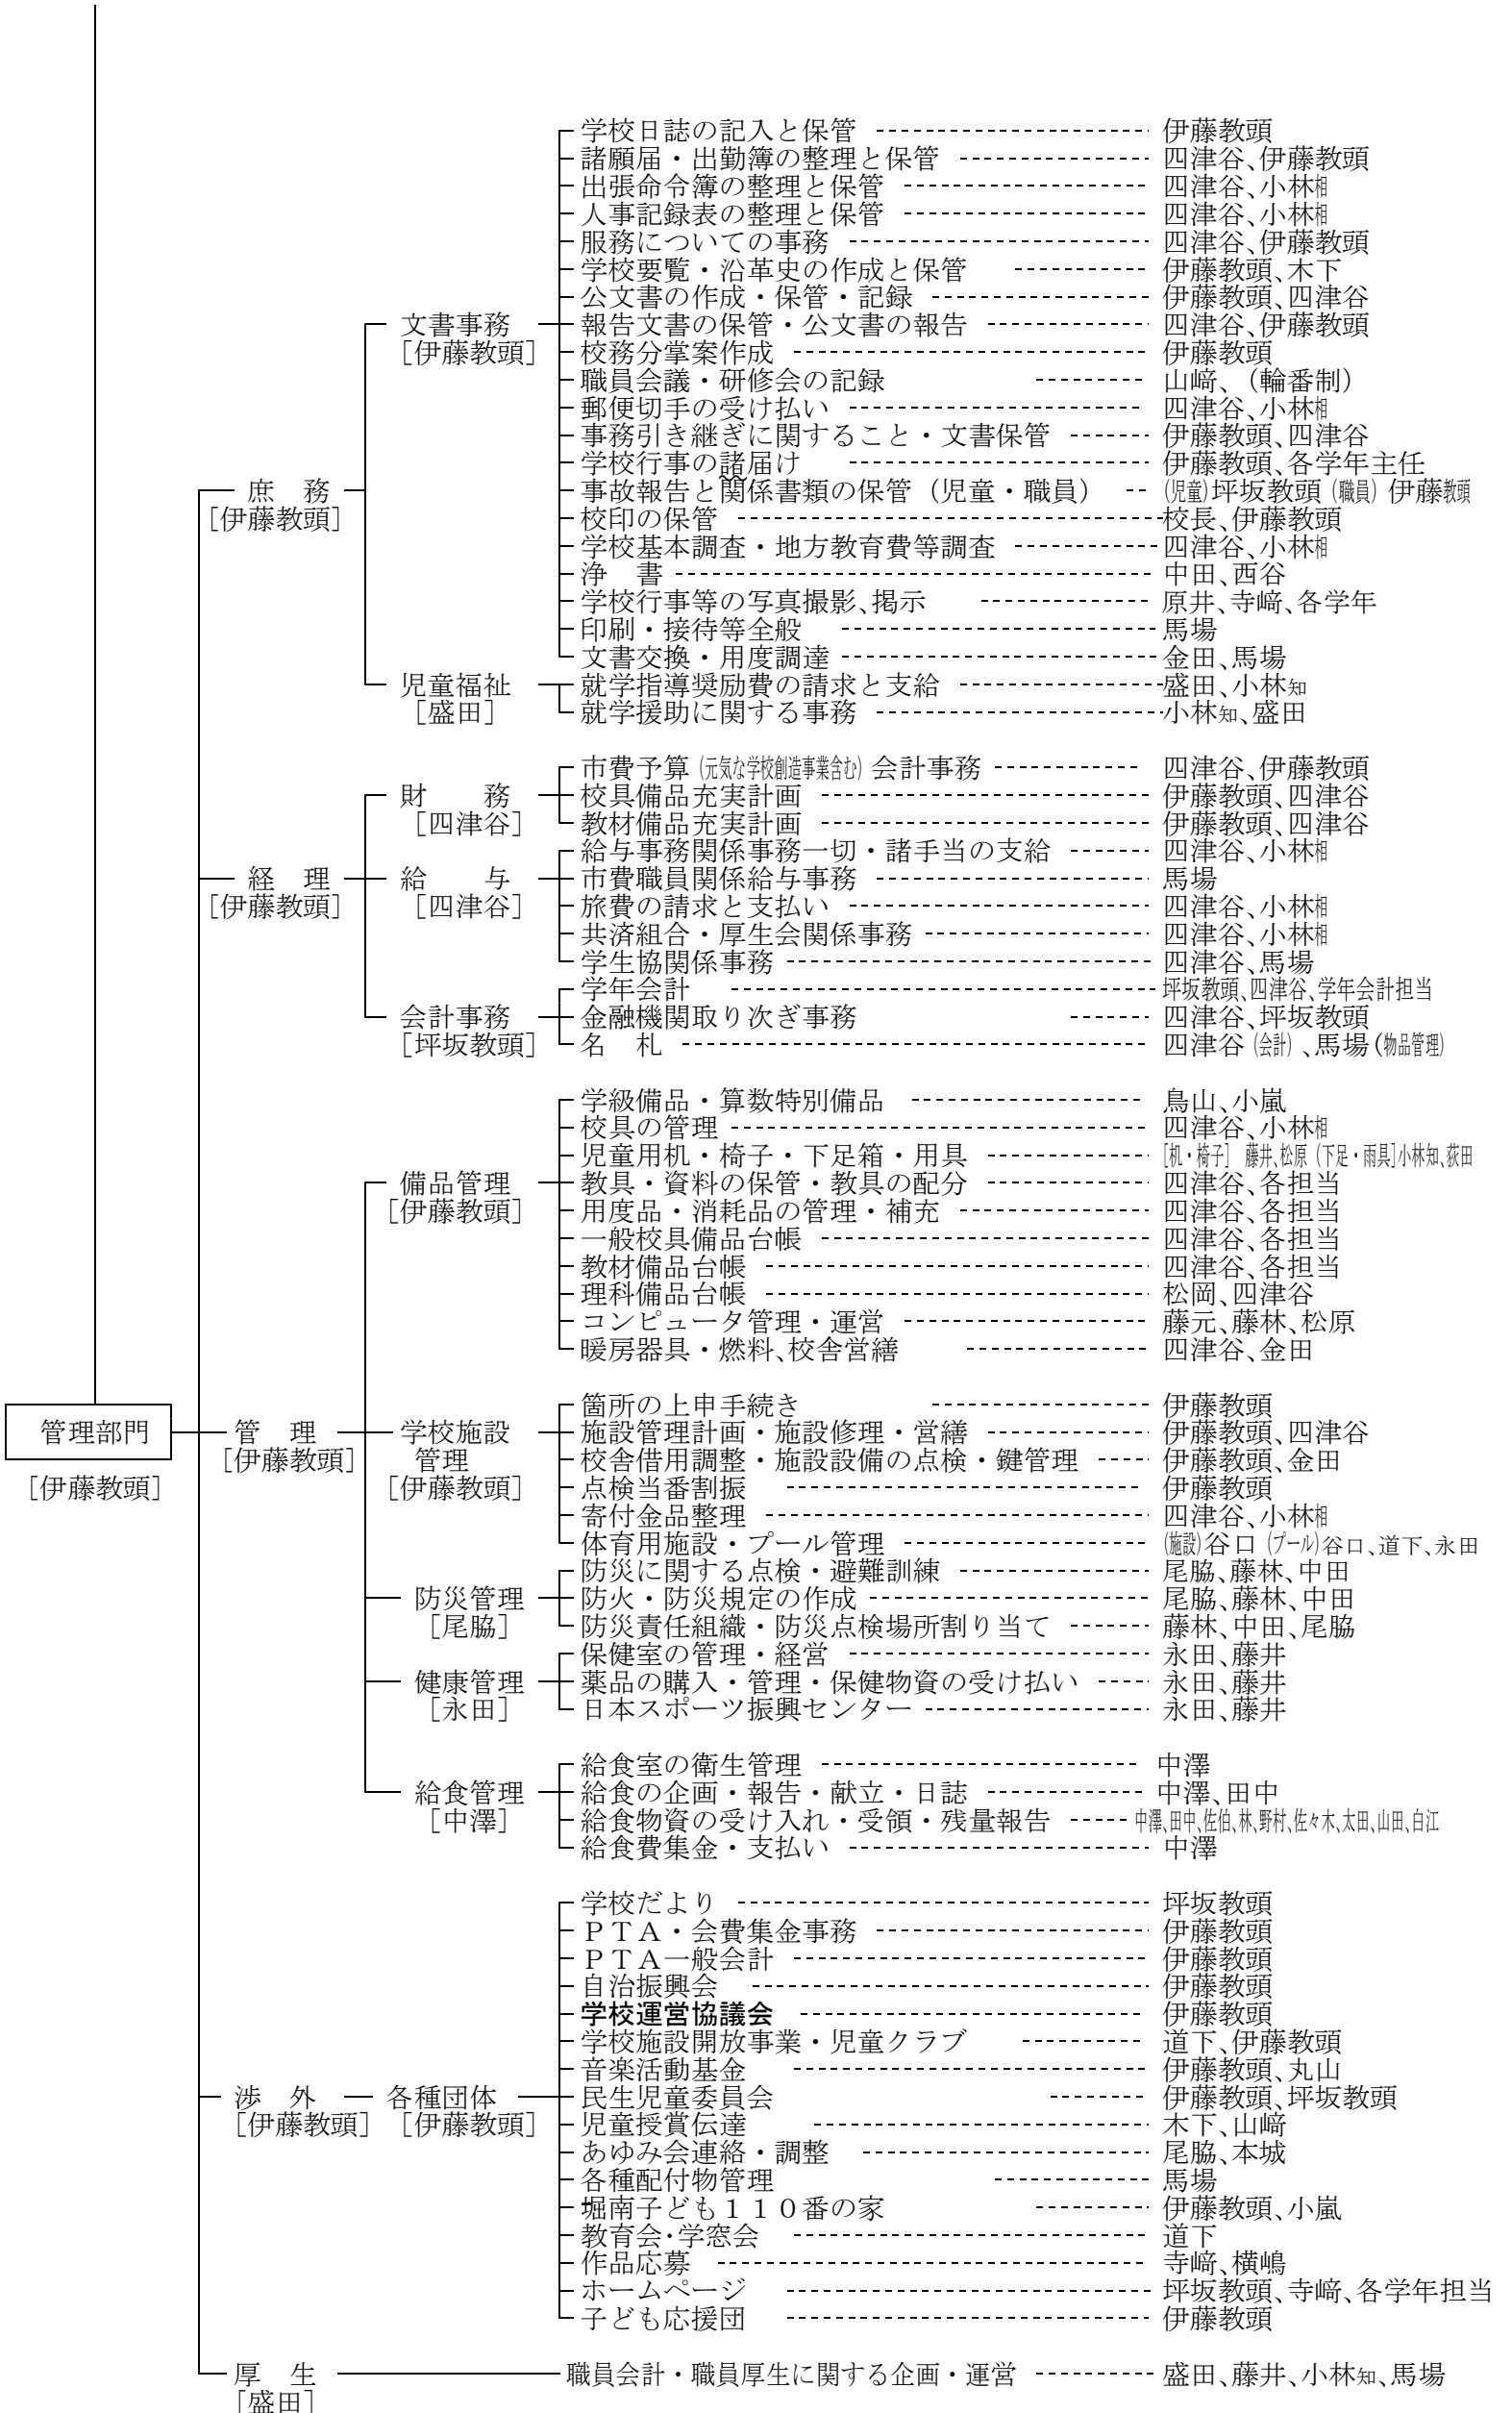 学校日誌の記入と保管 伊藤教頭
諸願届・出勤簿の整理と保管 四津谷、伊藤教頭
出張命令簿の整理と保管 四津谷、小林相
人事記録表の整理と保管 四津谷、小林相
服務についての事務 四津谷、伊藤教頭
学校要覧・沿革史の作成と保管 伊藤教頭、木下
公文書の作成・保管・記録 伊藤教頭、四津谷
文書事務 報告文書の保管・公文書の報告 四津谷、伊藤教頭
［伊藤教頭］ 校務分掌案作成 伊藤教頭
職員会議・研修会の記録 山﨑、（輪番制）
郵便切手の受け払い 四津谷、小林相
事務引き継ぎに関すること・文書保管 伊藤教頭、四津谷
学校行事の諸届け 伊藤教頭、各学年主任
庶　務 事故報告と関係書類の保管（児童・職員） (児童)坪坂教頭（職員）伊藤教頭
［伊藤教頭］ 校印の保管 校長、伊藤教頭
学校基本調査・地方教育費等調査 四津谷、小林相
浄　書 中田、西谷
学校行事等の写真撮影、掲示 原井、寺﨑、各学年
印刷・接待等全般 馬場
文書交換・用度調達 金田、馬場
児童福祉 就学指導奨励費の請求と支給 盛田、小林知
［盛田］ 就学援助に関する事務 小林知、盛田
市費予算（元気な学校創造事業含む）会計事務 四津谷、伊藤教頭
財　　務 校具備品充実計画 伊藤教頭、四津谷
［四津谷］ 教材備品充実計画 伊藤教頭、四津谷
給与事務関係事務一切・諸手当の支給 四津谷、小林相
経　理 給　　与 市費職員関係給与事務 馬場
［伊藤教頭］ ［四津谷］ 旅費の請求と支払い 四津谷、小林相
共済組合・厚生会関係事務 四津谷、小林相
学生協関係事務 四津谷、馬場
学年会計 坪坂教頭、四津谷、学年会計担当
会計事務 金融機関取り次ぎ事務 四津谷、坪坂教頭
［坪坂教頭］ 名　札 四津谷（会計）、馬場（物品管理）
学級備品・算数特別備品 鳥山、小嵐
校具の管理 四津谷、小林相
児童用机・椅子・下足箱・用具 ［机・椅子］　藤井、松原（下足・雨具］小林知、荻田
備品管理 教具・資料の保管・教具の配分 四津谷、各担当
［伊藤教頭］ 用度品・消耗品の管理・補充 四津谷、各担当
一般校具備品台帳 四津谷、各担当
教材備品台帳 四津谷、各担当
理科備品台帳 松岡、四津谷
コンピュータ管理・運営 藤元、藤林、松原
暖房器具・燃料、校舎営繕 四津谷、金田
箇所の上申手続き 伊藤教頭
管理部門 管　理 学校施設 施設管理計画・施設修理・営繕 伊藤教頭、四津谷
［伊藤教頭］ 管理 校舎借用調整・施設設備の点検・鍵管理 伊藤教頭、金田
［伊藤教頭］ ［伊藤教頭］ 点検当番割振 伊藤教頭
寄付金品整理 四津谷、小林相
体育用施設・プール管理 (施設)谷口（プール)谷口、道下、永田
防災に関する点検・避難訓練 尾脇、藤林、中田
防災管理 防火・防災規定の作成 尾脇、藤林、中田
［尾脇］ 防災責任組織・防災点検場所割り当て 藤林、中田、尾脇
保健室の管理・経営 永田、藤井
健康管理 薬品の購入・管理・保健物資の受け払い 永田、藤井
［永田］ 日本スポーツ振興センター 永田、藤井
給食室の衛生管理 中澤
給食管理 給食の企画・報告・献立・日誌 中澤、田中
［中澤］ 給食物資の受け入れ・受領・残量報告 中澤、田中、佐伯、林、野村、佐々木、太田、山田、白江
給食費集金・支払い 中澤
学校だより 坪坂教頭
ＰＴＡ・会費集金事務 伊藤教頭
ＰＴＡ一般会計 伊藤教頭
自治振興会 伊藤教頭
学校運営協議会 伊藤教頭
学校施設開放事業・児童クラブ 道下、伊藤教頭
音楽活動基金 伊藤教頭、丸山
渉　外 各種団体 民生児童委員会 伊藤教頭、坪坂教頭
［伊藤教頭］ ［伊藤教頭］ 児童授賞伝達 木下、山﨑
あゆみ会連絡・調整 尾脇、本城
各種配付物管理 馬場
堀南子ども１１０番の家 伊藤教頭、小嵐
教育会・学窓会 道下
作品応募 寺﨑、横嶋
ホームページ 坪坂教頭、寺﨑、各学年担当
子ども応援団 伊藤教頭
厚　生 職員会計・職員厚生に関する企画・運営 盛田、藤井、小林知、馬場
［盛田］